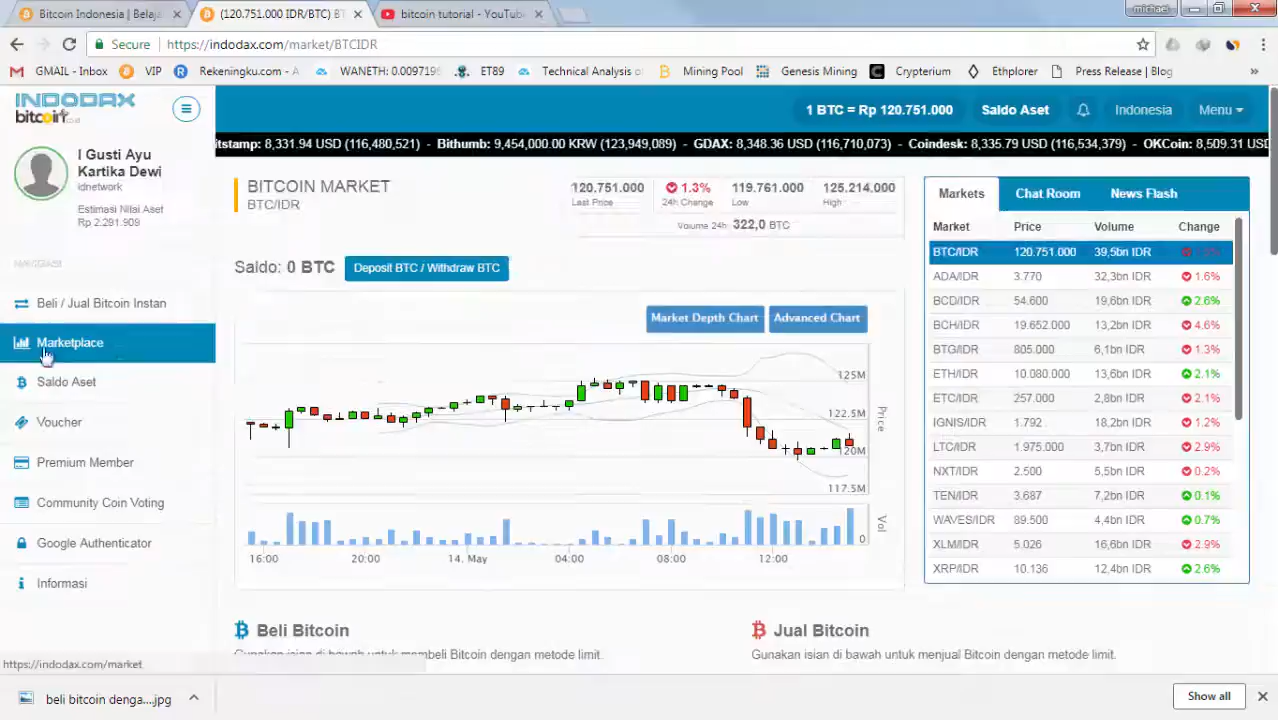 Bitcoin Indonesia | Belaja
(120.751.000 IDR/BTC) BT
bitcoin tutorial - YouTube
michael
Secure
https://indodax.com/market/BTCIDR
GMAIL - Inbox
VIP
Rekeningku.com - A
WANETH: 0.0097196
ET89
Technical Analysis o
Mining Pool
Genesis Mining
Crypterium
Ethplorer
Press Release | Blog
»
INDODAX
bitcoin
1 BTC = Rp 120.751.000
Saldo Aset
Indonesia
Menu
itstamp: 8,331.94 USD (116,480,521) - Bithumb: 9,454,000.00 KRW (123,949,089) - GDAX: 8,348.36 USD (116,710,073) - Coindesk: 8,335.79 USD (116,534,379) - OKCoin: 8,509.31 USD
I Gusti Ayu
Kartika Dewi
idnetwork
Estimasi Nilai Aset
Rp 2.291.909
NAVIGASI
Beli / Jual Bitcoin Instan
Marketplace
Saldo Aset
Voucher
Premium Member
Community Coin Voting
Google Authenticator
Informasi
BITCOIN MARKET
BTC/IDR
120.751.000
Last Price
1.3%
24h Change
119.761.000
Low
125.214.000
High
Volume 24h: 322,0 BTC
Saldo: 0 BTC
Deposit BTC / Withdraw BTC
Market Depth Chart
Advanced Chart
125M
122.5M
120M
117.5M
Price
Vol
0
16:00
20:00
14. May
04:00
08:00
12:00
Markets
Chat Room
News Flash
Market Price Volume Change
BTC/IDR 120.751.000 39,5bn IDR
ADA/IDR 3.770 32,3bn IDR 1.6%
BCD/IDR 54.600 19,6bn IDR 2.6%
BCH/IDR 19.652.000 13,2bn IDR 4.6%
BTG/IDR 805.000 6,1bn IDR 1.3%
ETH/IDR 10.080.000 13,6bn IDR 2.1%
ETC/IDR 257.000 2,8bn IDR 2.1%
IGNIS/IDR 1.792 18,2bn IDR 1.2%
LTC/IDR 1.975.000 3,7bn IDR 2.9%
NXT/IDR 2.500 5,5bn IDR 0.2%
TEN/IDR 3.687 7,2bn IDR 0.1%
WAVES/IDR 89.500 4,4bn IDR 0.7%
XLM/IDR 5.026 16,6bn IDR 2.9%
XRP/IDR 10.136 12,4bn IDR 2.6%
Beli Bitcoin
Gunakan isian di bawah untuk membeli Bitcoin dengan metode limit.
Jual Bitcoin
Gunakan isian di bawah untuk menjual Bitcoin dengan metode limit.
https://indodax.com/market
beli bitcoin denga....jpg
Show all